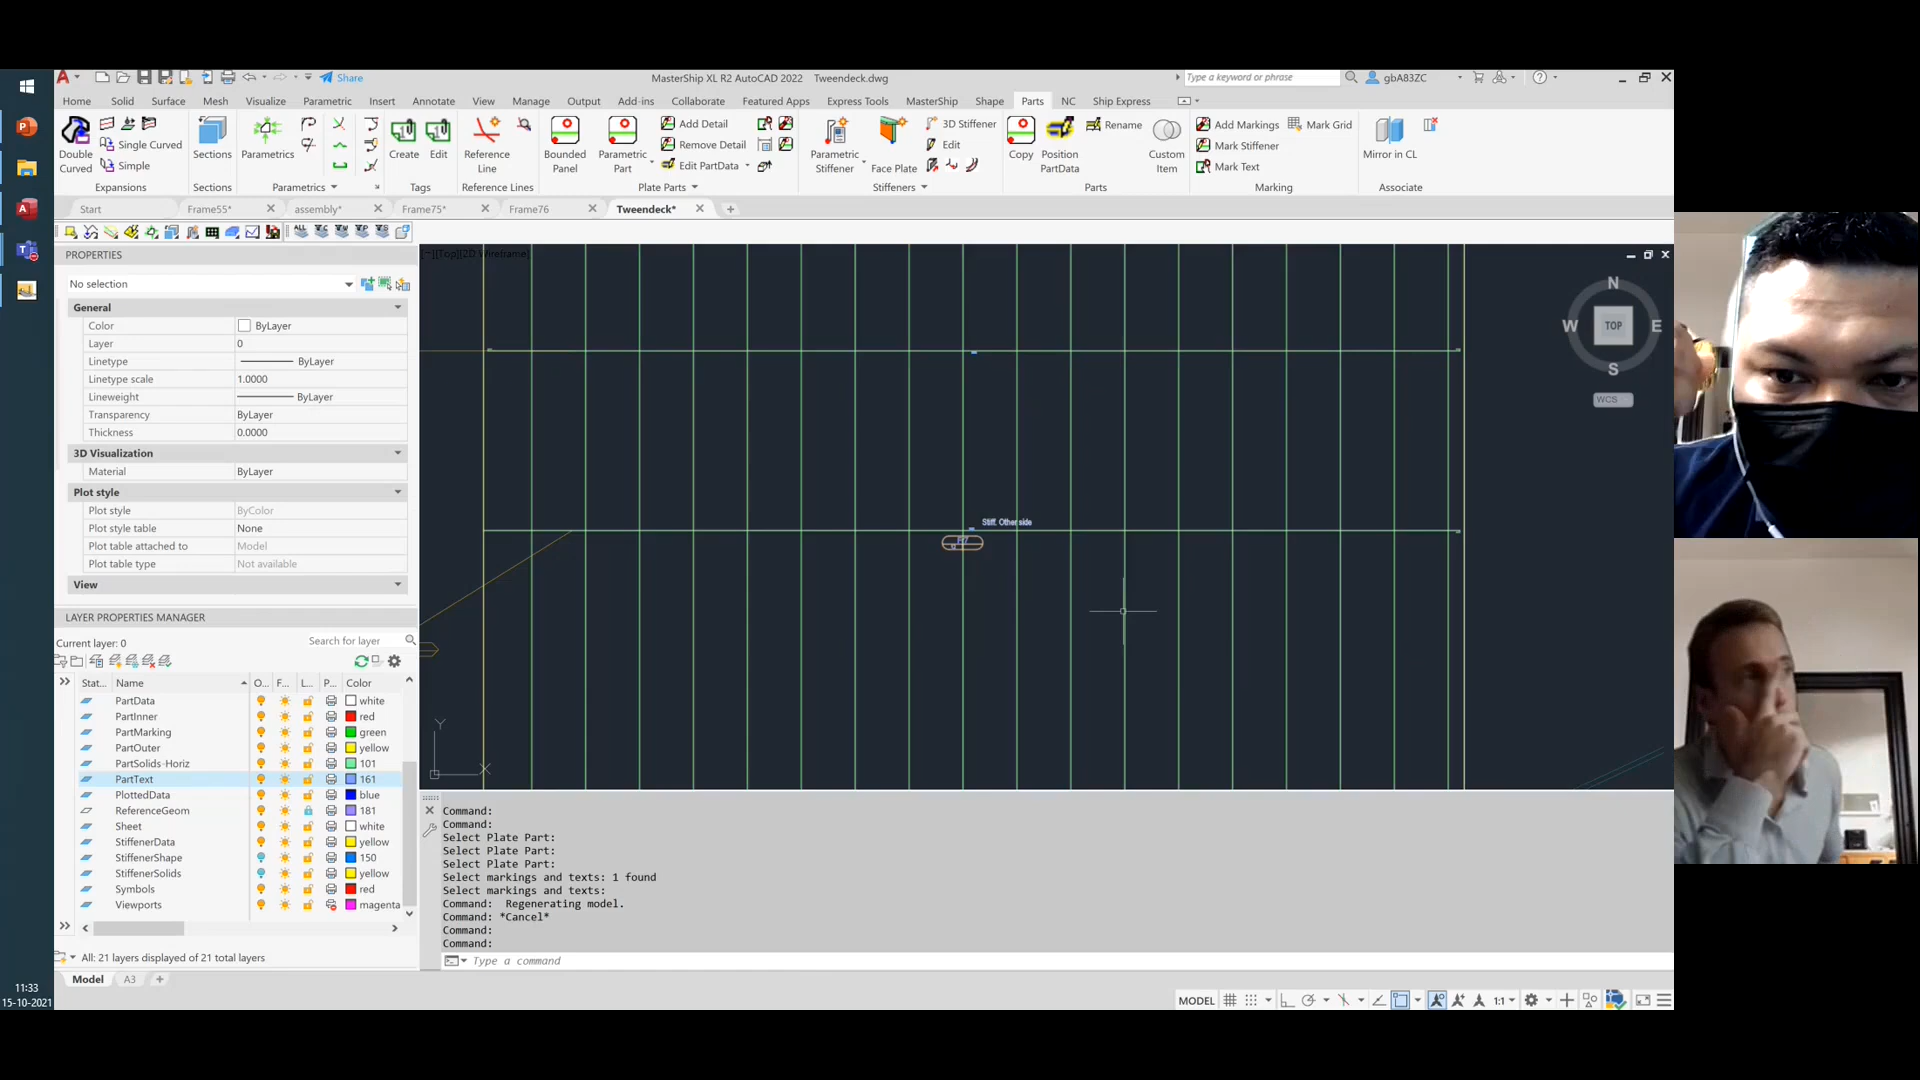 Share
MasterShip XL R2 AutoCAD 2022 Tweendeck.dwg
Type a keyword or phrase
gbA83ZC
Home Solid Surface Mesh Visualize Parametric Insert Annotate View Manage Output Add-ins Collaborate Featured Apps Express Tools MasterShip Shape Parts NC Ship Express
Double Curved
Single Curved
Simple
Expansions
Sections
Sections
Parametrics
Parametrics
Create Edit
Tags
Reference Line
Reference Lines
Bounded Panel
Parametric Part
Add Detail
Remove Detail
Edit PartData
Plate Parts
Parametric Stiffener
Face Plate
3D Stiffener
Edit
Stiffeners
Copy
Position PartData
Rename
Custom Item
Parts
Add Markings Mark Grid
Mark Stiffener
Mark Text
Marking
Mirror in CL
Associate
Start Frame55* assembly* Frame75* Frame76 Tweendeck*
PROPERTIES
No selection
General
Color ByLayer
Layer 0
Linetype ByLayer
Linetype scale 1.0000
Lineweight ByLayer
Transparency ByLayer
Thickness 0.0000
3D Visualization
Material ByLayer
Plot style
Plot style ByColor
Plot style table None
Plot table attached to Model
Plot table type Not available
View
LAYER PROPERTIES MANAGER
Current layer: 0
Search for layer
Stat... Name O... F... L... P... Color
PartData white
PartInner red
PartMarking green
PartOuter yellow
PartSolids-Horiz 101
PartText 161
PlottedData blue
ReferenceGeom 181
Sheet white
StiffenerData yellow
StiffenerShape 150
StiffenerSolids yellow
Symbols red
Viewports magenta
All: 21 layers displayed of 21 total layers
[-][Top][2D Wireframe]
N
W TOP E
S
WCS
Stiff. Other side
Y
X
Command:
Command:
Select Plate Part:
Select Plate Part:
Select Plate Part:
Select markings and texts: 1 found
Select markings and texts:
Command: Regenerating model.
Command: *Cancel*
Command:
Command:
Type a command
Model A3
MODEL 1:1
11:33
15-10-2021